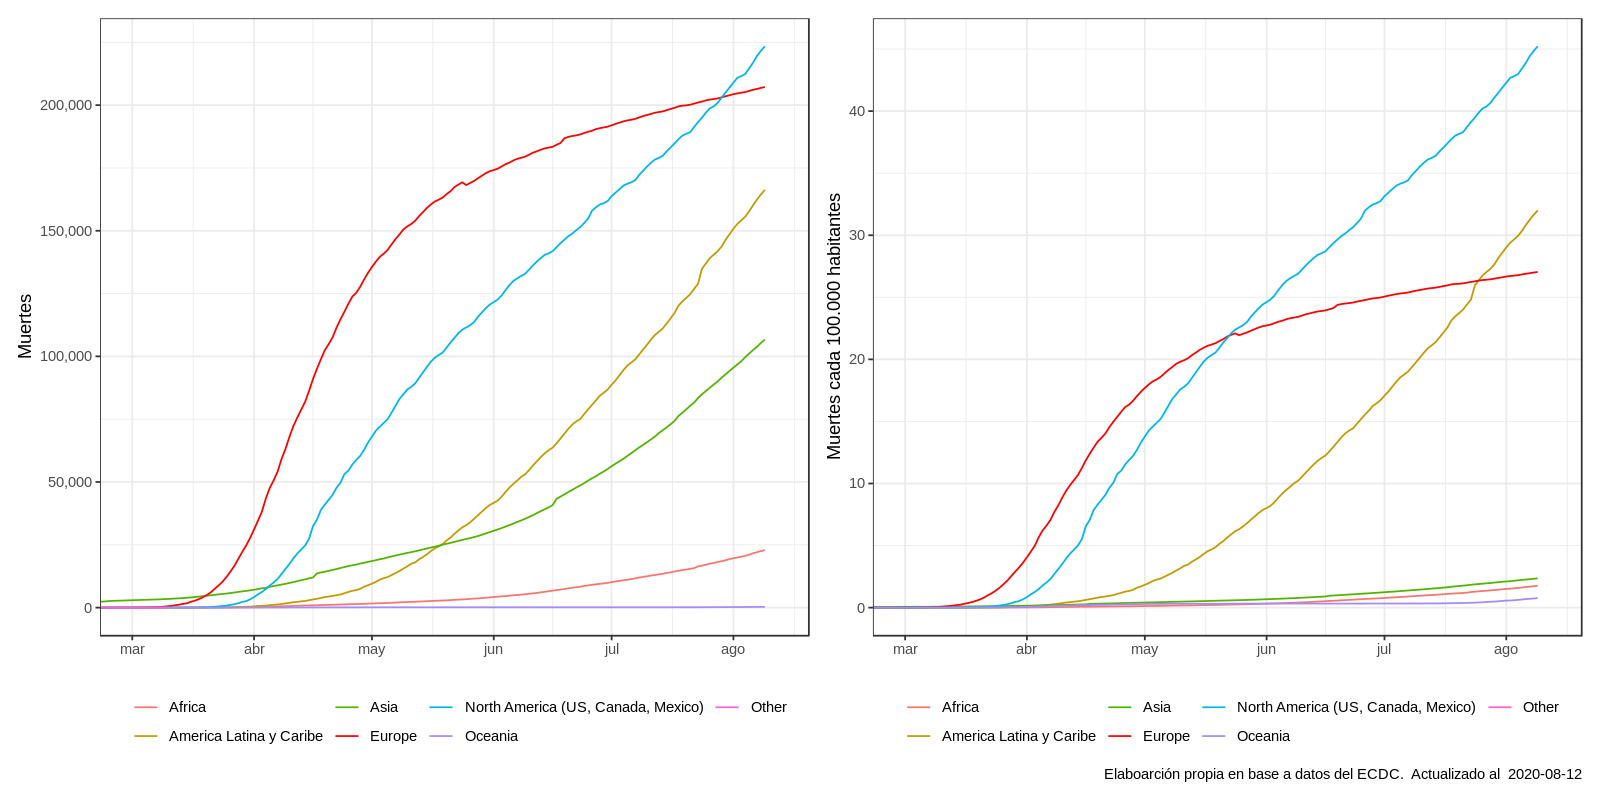 Muertes
200,000
150,000
100,000
50,000
0
mar abr may jun jul ago
Muertes cada 100.000 habitantes
40
30
20
10
0
mar abr may jun jul ago
Africa Asia North America (US, Canada, Mexico) Other
America Latina y Caribe Europe Oceania
Africa Asia North America (US, Canada, Mexico) Other
America Latina y Caribe Europe Oceania
Elaboarción propia en base a datos del ECDC. Actualizado al 2020-08-12